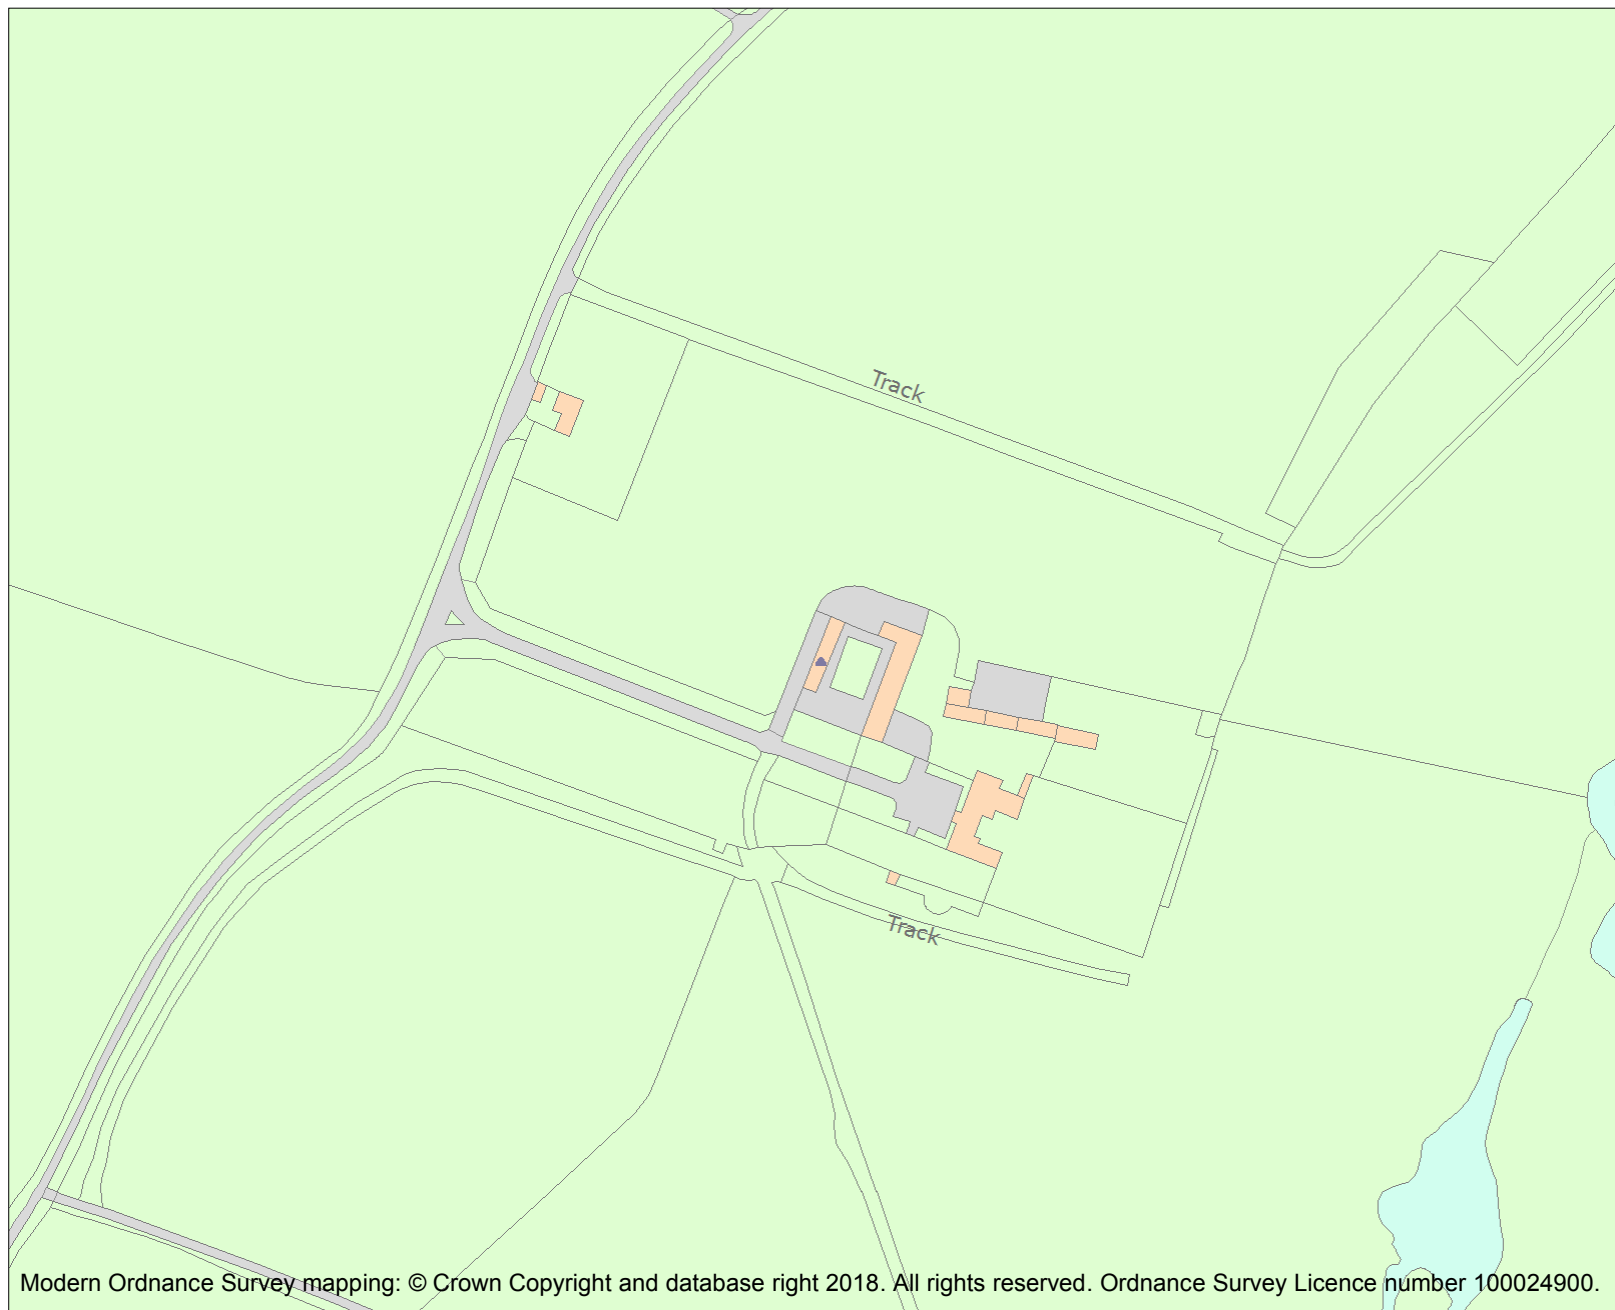 Track
Track
Modern Ordnance Survey mapping: © Crown Copyright and database right 2018. All rights reserved. Ordnance Survey Licence number 100024900.